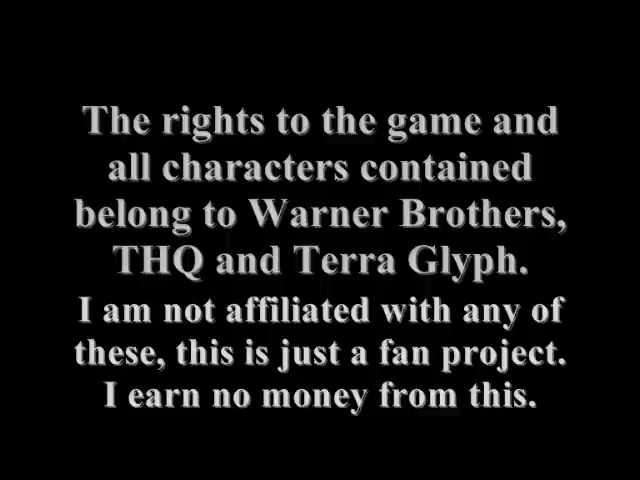 The rights to the game and
all characters contained
belong to Warner Brothers,
THQ and Terra Glyph.
I am not affiliated with any of
these, this is just a fan project.
I earn no money from this.